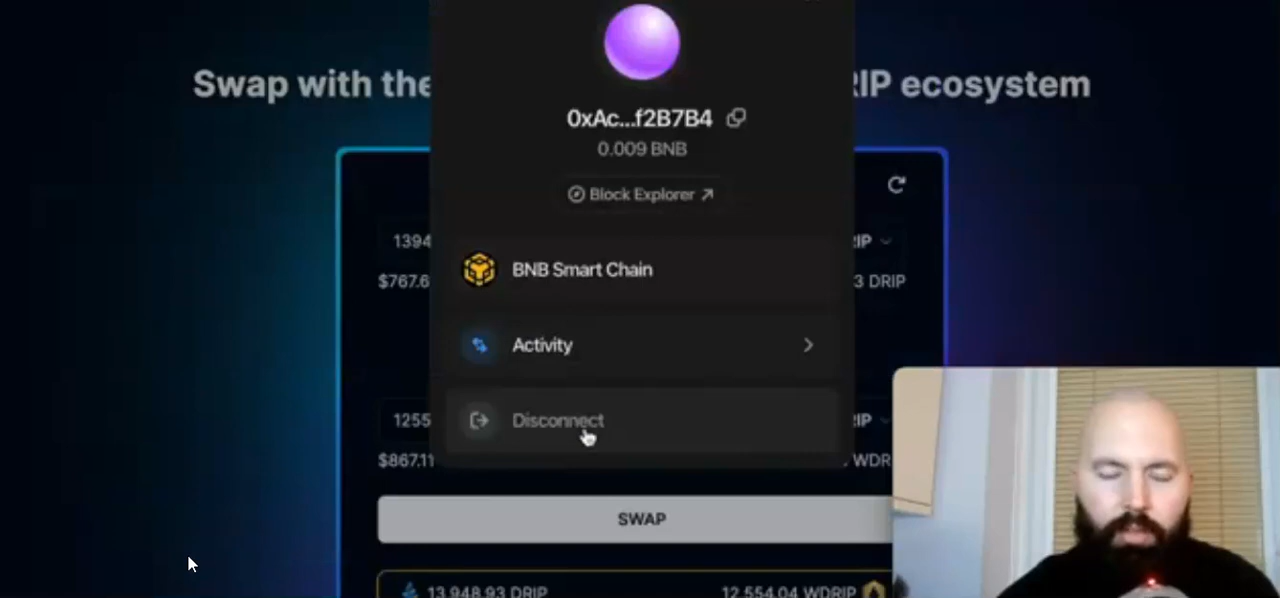 Swap with the
RIP ecosystem
0xAc...f2B7B4
0.009 BNB
Block Explorer
1394
IP
$767.6
3 DRIP
BNB Smart Chain
Activity
1255
IP
Disconnect
$867.11
WDR
SWAP
13,948.93 DRIP
12,554.04 WDRIP